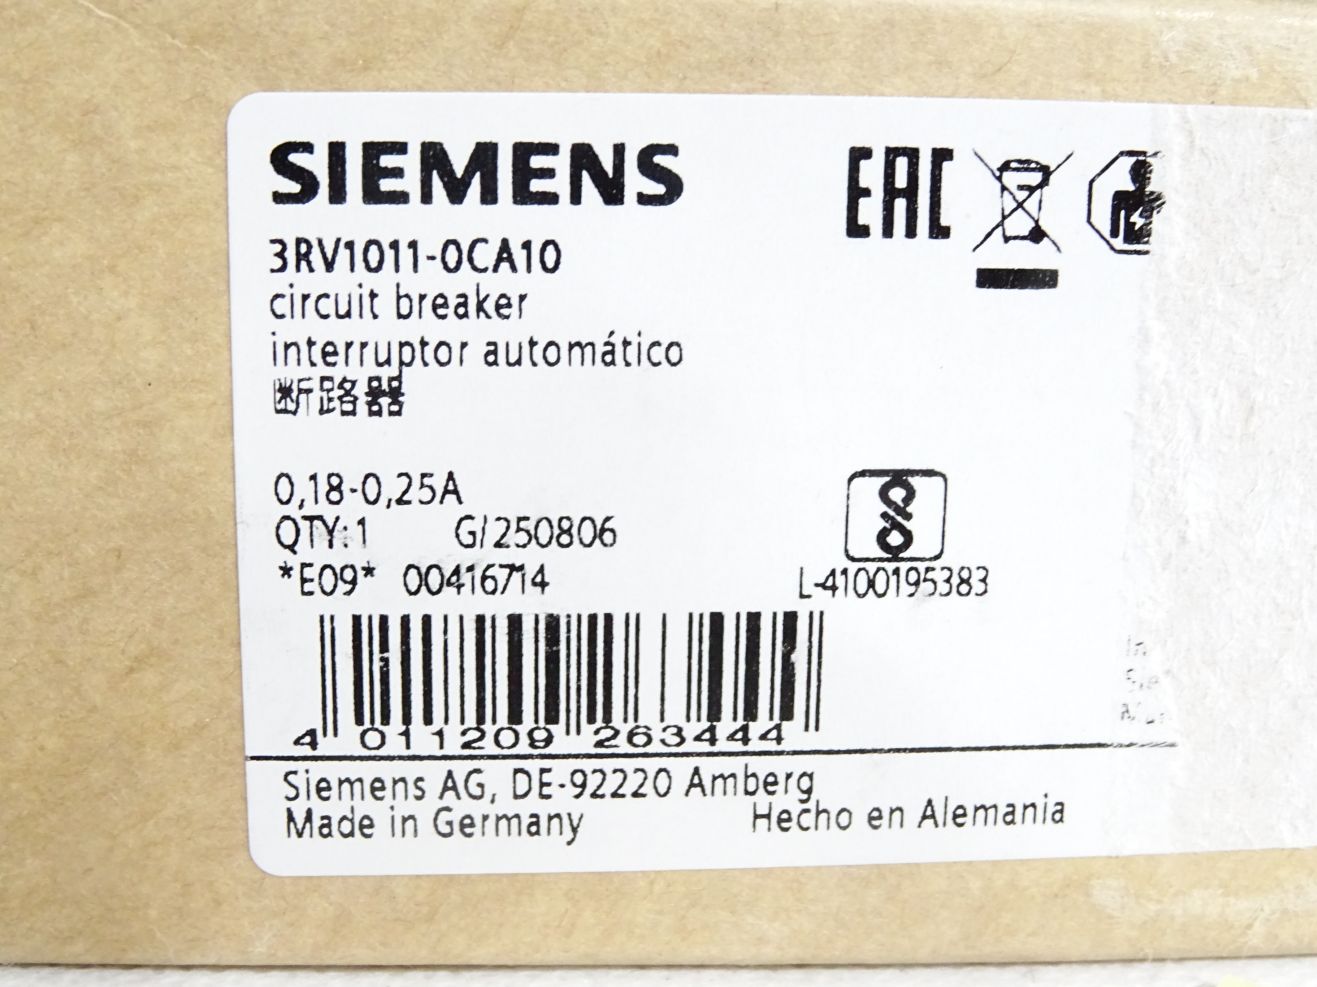 SIEMENS
EAC
3RV1011-0CA10
circuit breaker
interruptor automático
断路器
0,18-0,25A
QTY:1 G/250806
*E09* 00416714
L-4100195383
4 011209 263444
Siemens AG, DE-92220 Amberg
Made in Germany Hecho en Alemania